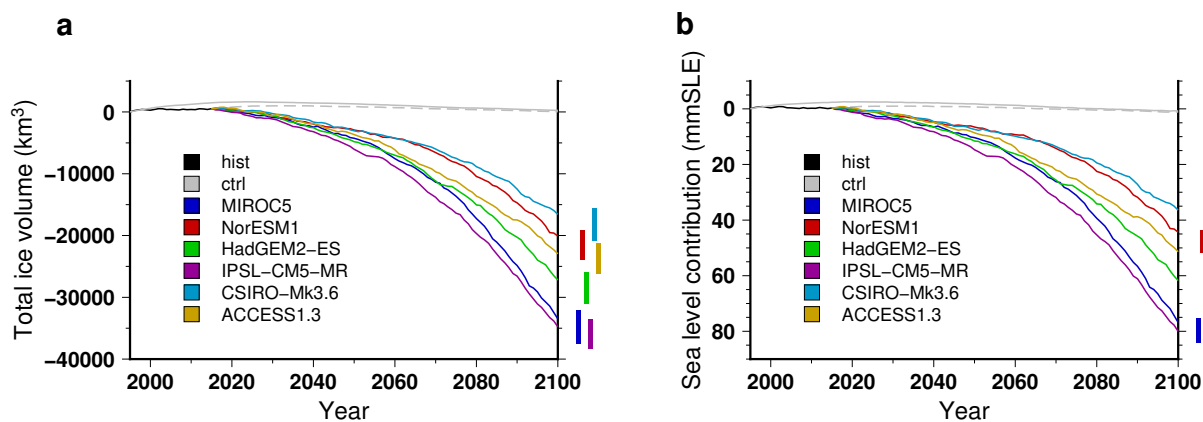 a
Total ice volume (km³)
0
−10000
−20000
−30000
−40000
hist
ctrl
MIROC5
NorESM1
HadGEM2−ES
IPSL−CM5−MR
CSIRO−Mk3.6
ACCESS1.3
2000 2020 2040 2060 2080 2100
Year
b
Sea level contribution (mmSLE)
0
20
40
60
80
hist
ctrl
MIROC5
NorESM1
HadGEM2−ES
IPSL−CM5−MR
CSIRO−Mk3.6
ACCESS1.3
2000 2020 2040 2060 2080 2100
Year